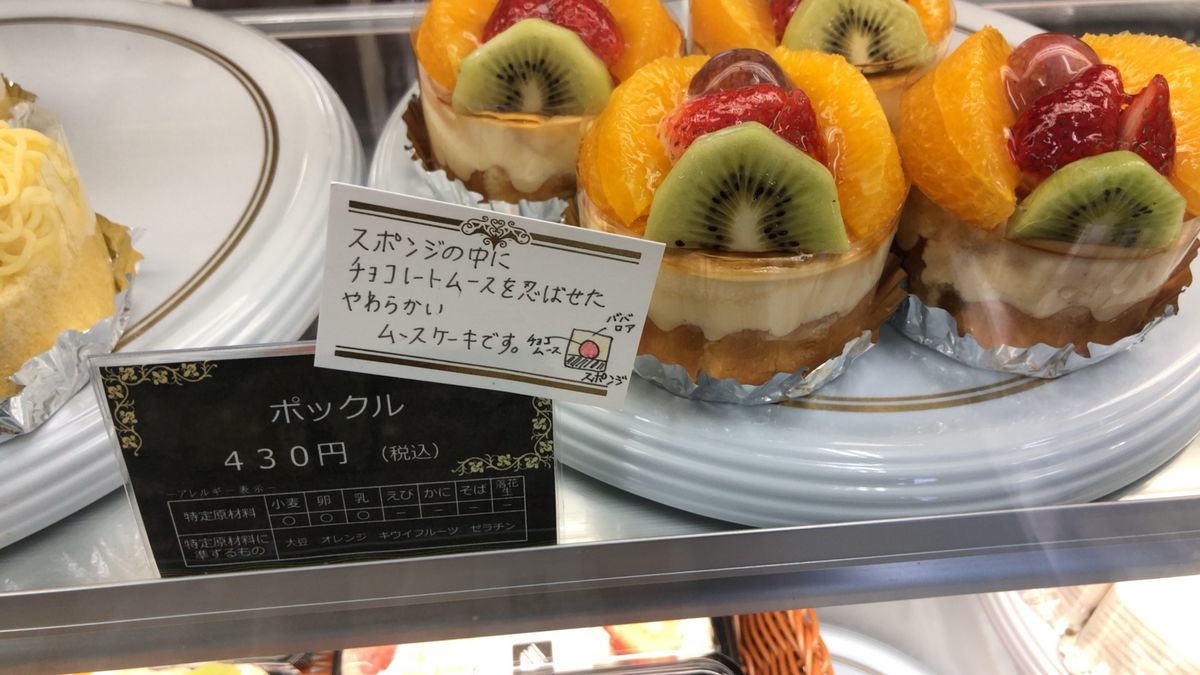 スポンジの中に
チョコレートムースを忍ばせた
やわらかい
ムースケーキです。
ババロア
チョコムース
スポンジ
ポックル
430円 (税込)
-アレルギー表示-
特定原材料 小麦 卵 乳 えび かに そば 落花生
○ ○ ○ － － － －
特定原材料に準ずるもの 大豆 オレンジ キウイフルーツ ゼラチン